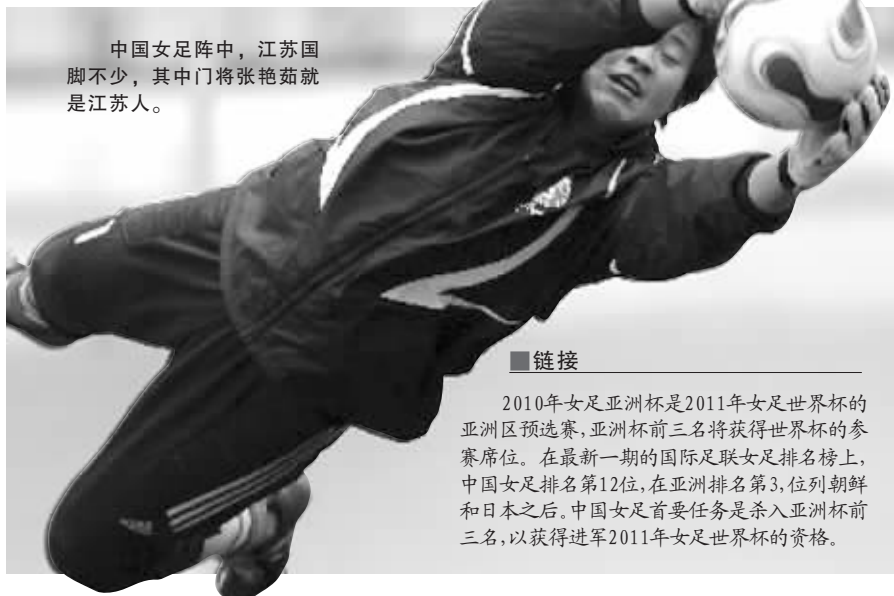 中国女足阵中，江苏国
脚不少，其中门将张艳茹就
是江苏人。
■链接
2010年女足亚洲杯是2011年女足世界杯的
亚洲区预选赛，亚洲杯前三名将获得世界杯的参
赛席位。在最新一期的国际足联女足排名榜上，
中国女足排名第12位，在亚洲排名第3，位列朝鲜
和日本之后。中国女足首要任务是杀入亚洲杯前
三名，以获得进军2011年女足世界杯的资格。